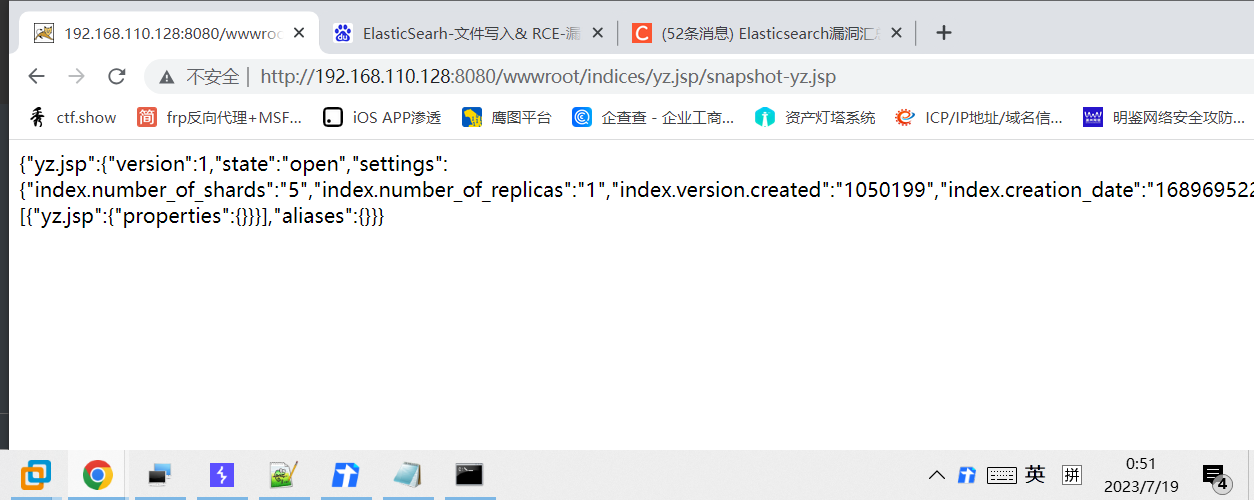 192.168.110.128:8080/wwwroo
ElasticSearh-文件写入& RCE-漏
(52条消息) Elasticsearch漏洞汇总
不安全 | http://192.168.110.128:8080/wwwroot/indices/yz.jsp/snapshot-yz.jsp
ctf.show
frp反向代理+MSF...
iOS APP渗透
鹰图平台
企查查 - 企业工商...
资产灯塔系统
ICP/IP地址/域名信...
明鉴网络安全攻防...
{"yz.jsp":{"version":1,"state":"open","settings":
{"index.number_of_shards":"5","index.number_of_replicas":"1","index.version.created":"1050199","index.creation_date":"168969522
[{"yz.jsp":{"properties":{}}}],"aliases":{}}}
英
拼
0:51
2023/7/19
4